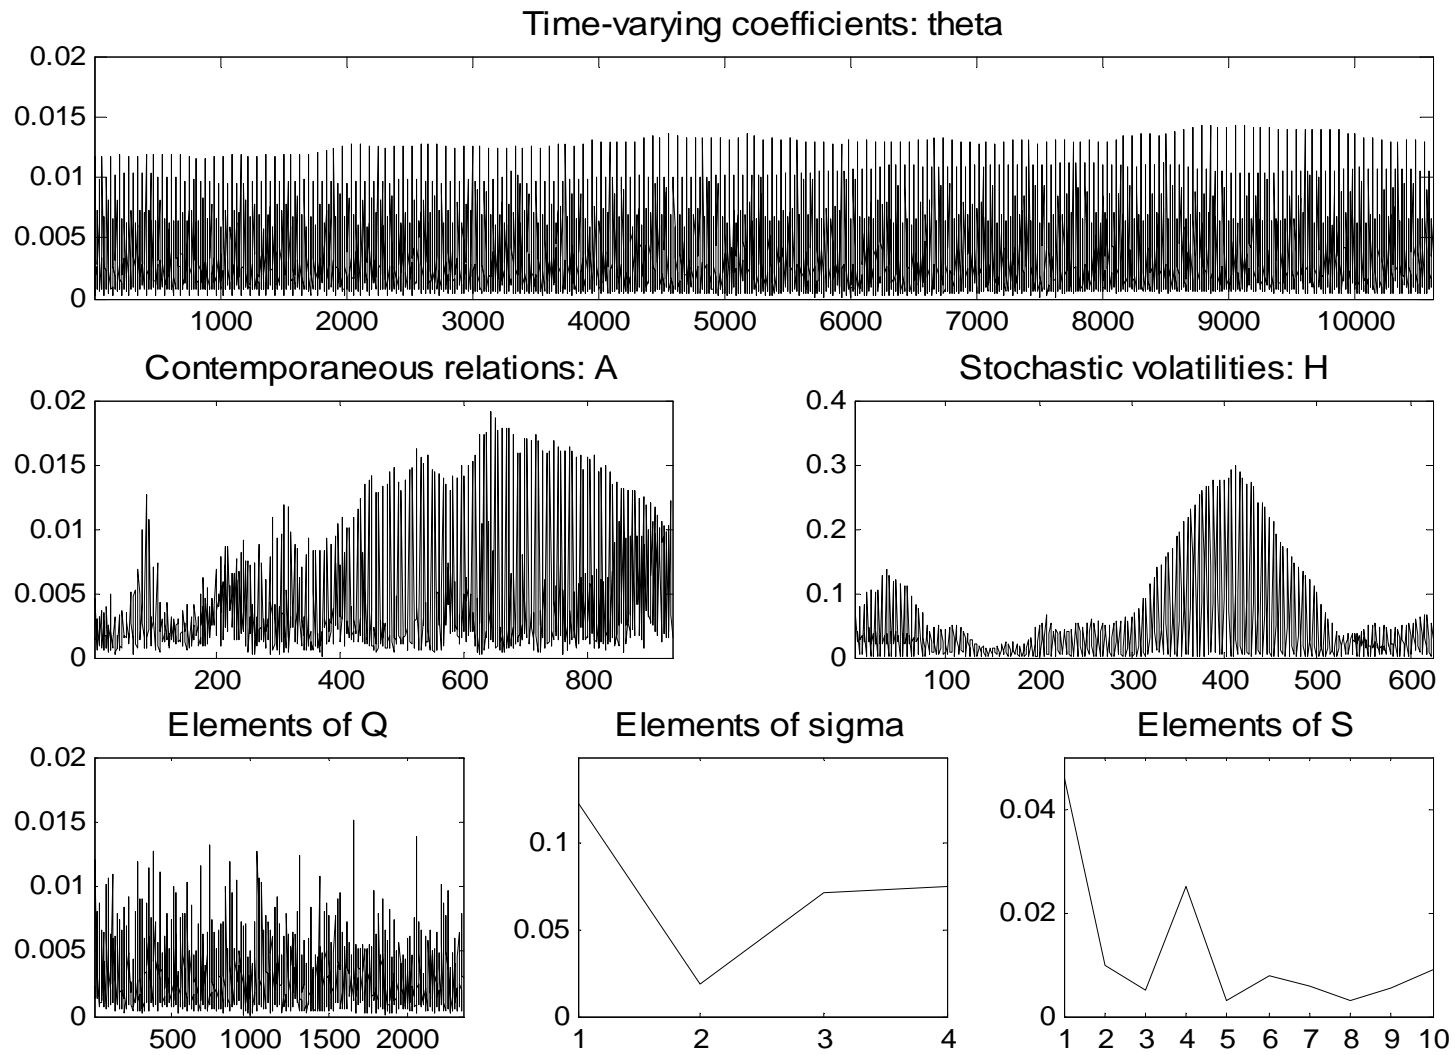 Time-varying coefficients: theta
0.02
0.015
0.01
0.005
0
1000 2000 3000 4000 5000 6000 7000 8000 9000 10000
Contemporaneous relations: A
0.02
0.015
0.01
0.005
0
200 400 600 800
Stochastic volatilities: H
0.4
0.3
0.2
0.1
0
100 200 300 400 500 600
Elements of Q
0.02
0.015
0.01
0.005
0
500 1000 1500 2000
Elements of sigma
0.1
0.05
0
1 2 3 4
Elements of S
0.04
0.02
0
1 2 3 4 5 6 7 8 9 10